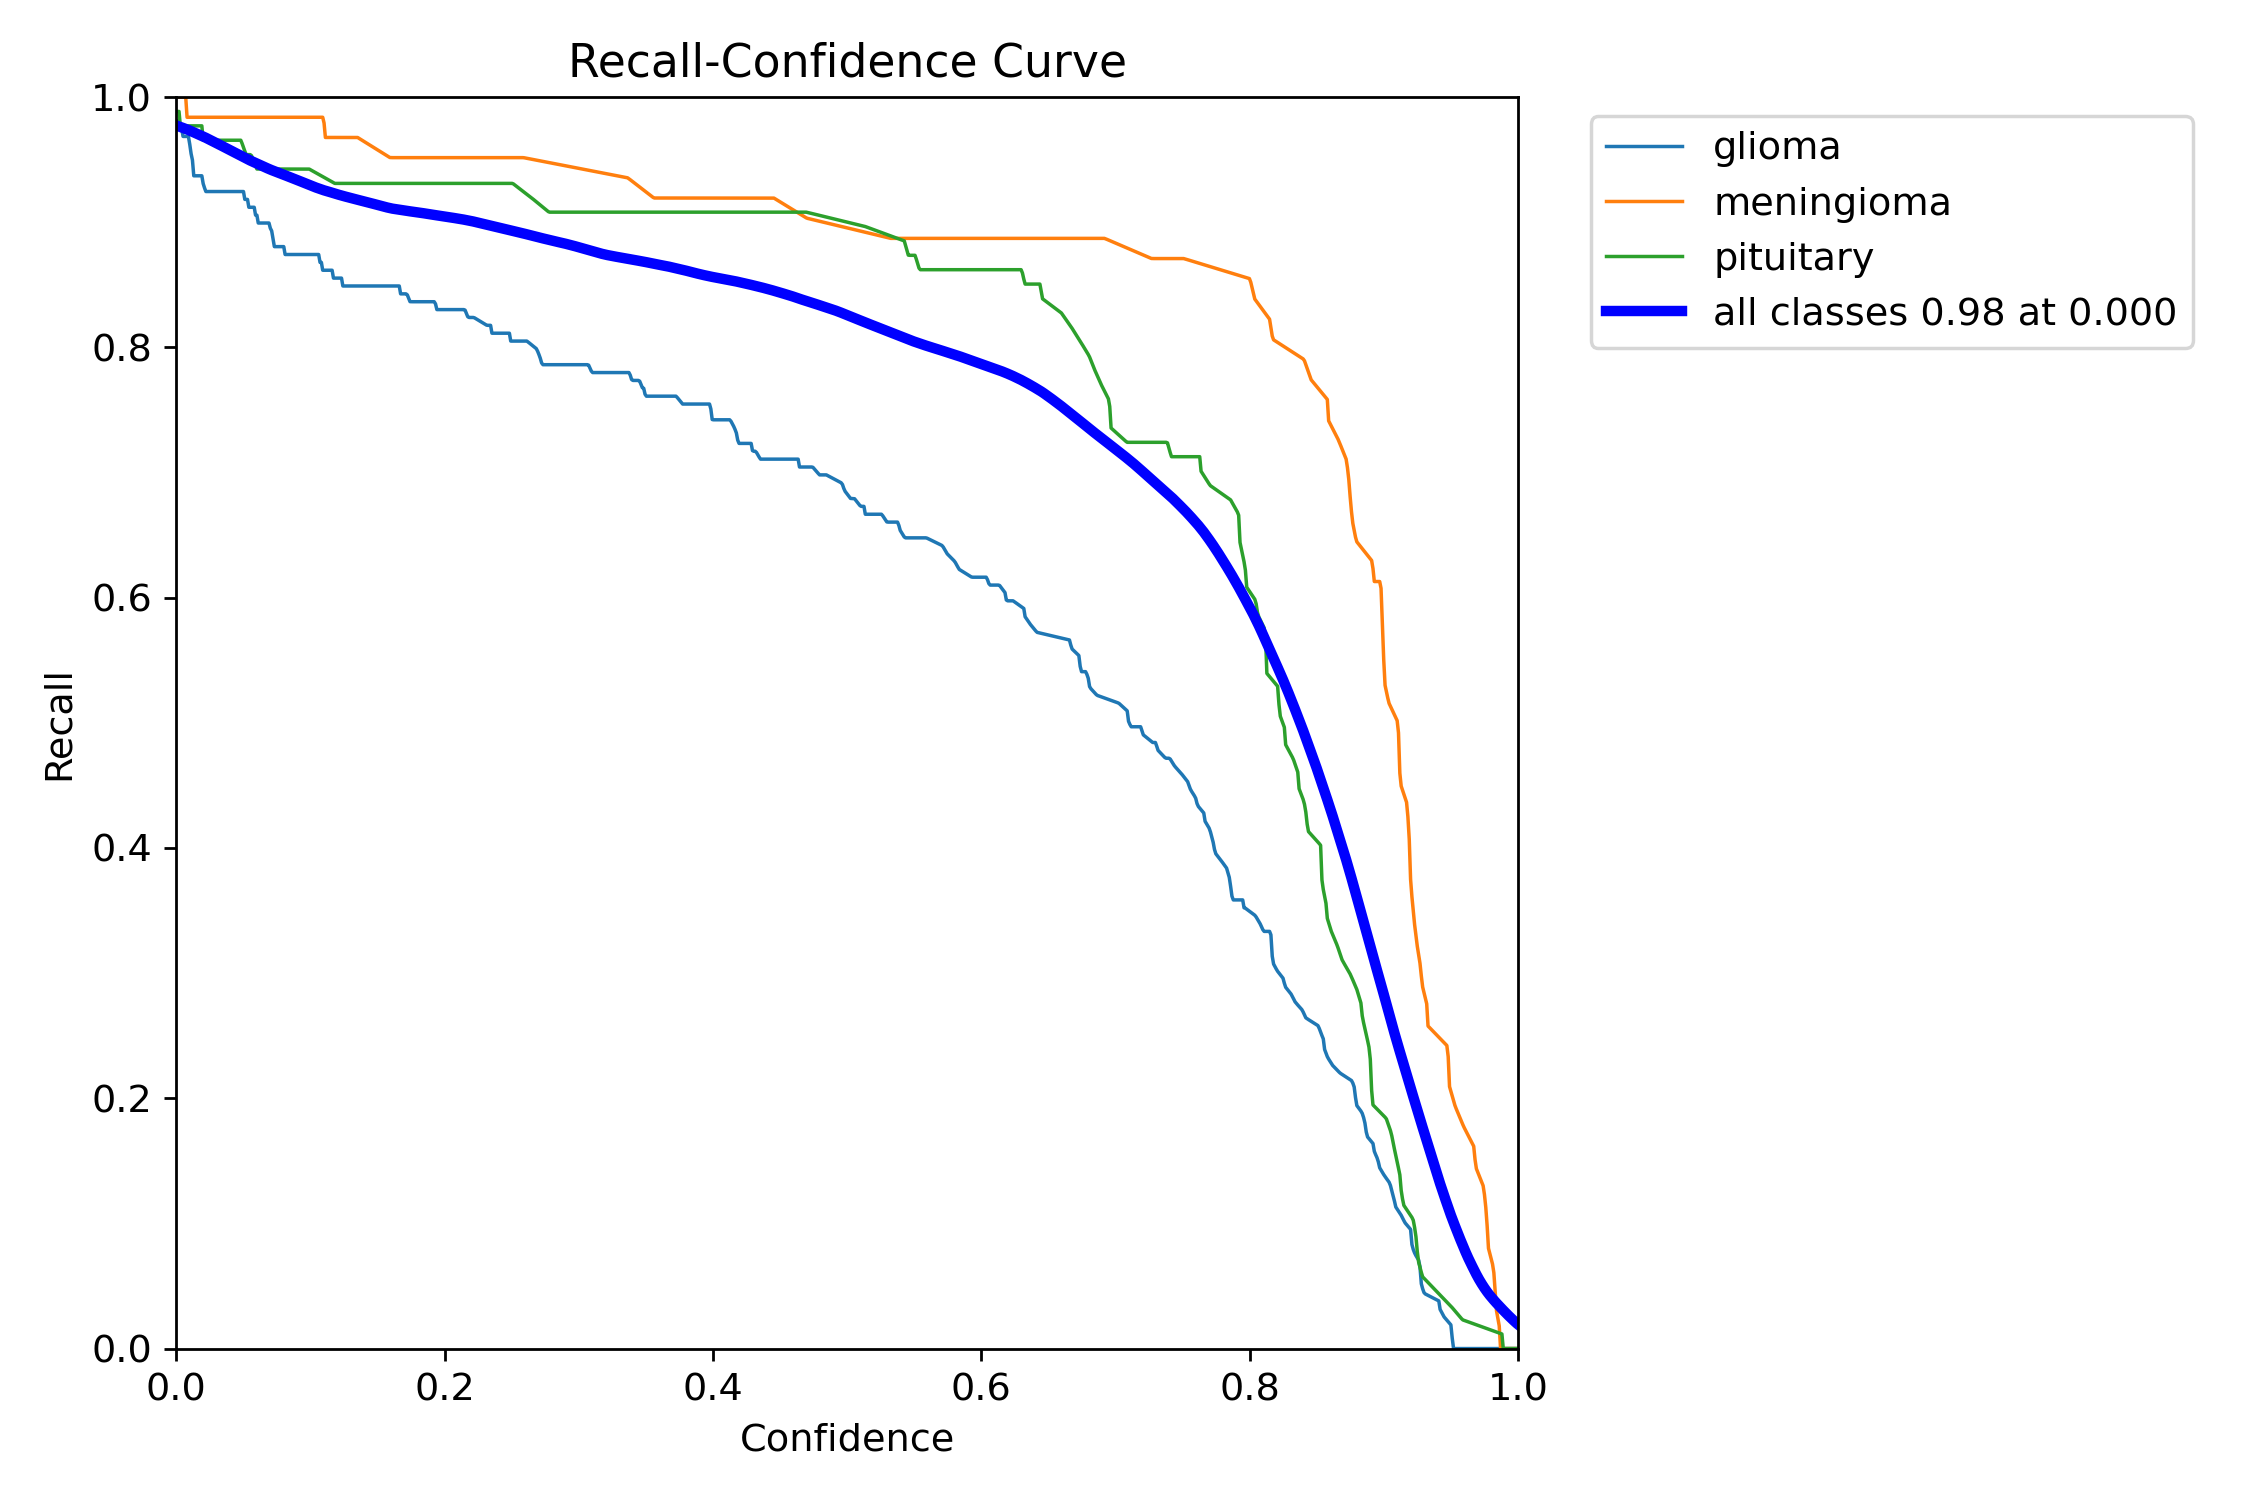 Recall-Confidence Curve
1.0
0.8
0.6
0.4
0.2
0.0
Recall
0.0 0.2 0.4 0.6 0.8 1.0
Confidence
glioma
meningioma
pituitary
all classes 0.98 at 0.000